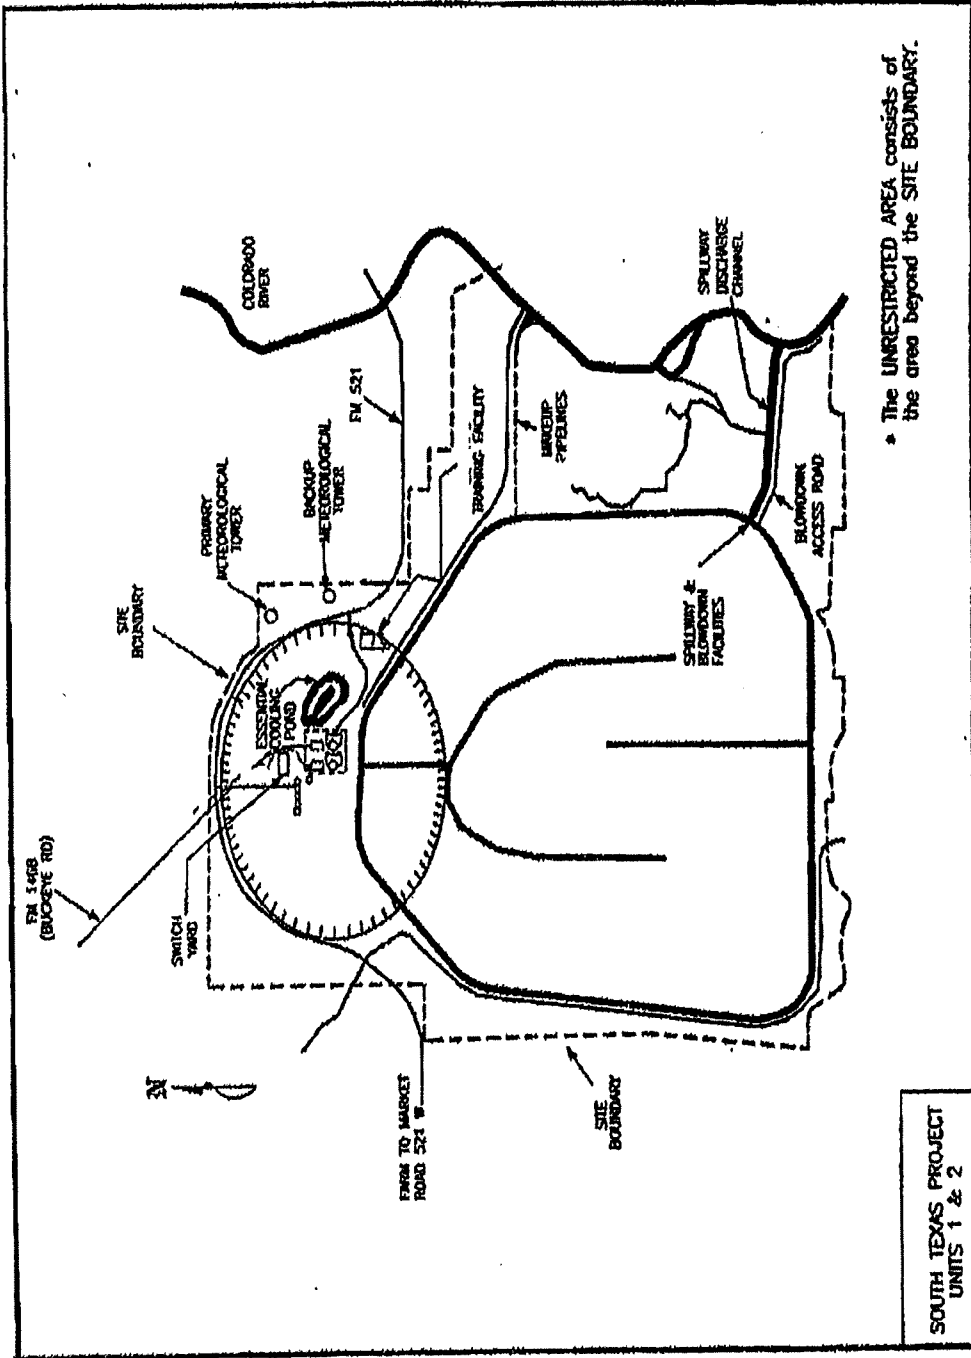 FM 1468
(BUCKEYE RD)
SITE
BOUNDARY
PRIMARY
METEOROLOGICAL
TOWER
COLORADO
RIVER
BACKUP
METEOROLOGICAL
TOWER
FM 521
SWITCH
YARD
ESSENTIAL
COOLING
POND
N
TRAINING FACILITY
MAKEUP
PIPELINES
FARM TO MARKET
ROAD 521
SITE
BOUNDARY
SPILLWAY &
BLOWDOWN
FACILITIES
SPILLWAY
DISCHARGE
CHANNEL
BLOWDOWN
ACCESS ROAD
* The UNRESTRICTED AREA consists of
the area beyond the SITE BOUNDARY.
SOUTH TEXAS PROJECT
UNITS 1 & 2